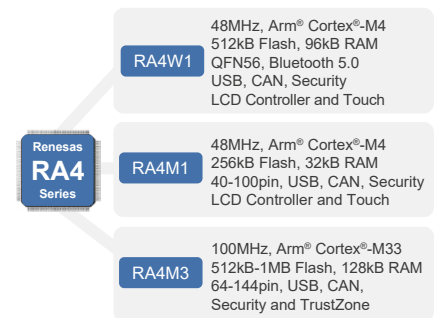 Renesas
RA4
Series
RA4W1
48MHz, Arm® Cortex®-M4
512kB Flash, 96kB RAM
QFN56, Bluetooth 5.0
USB, CAN, Security
LCD Controller and Touch
RA4M1
48MHz, Arm® Cortex®-M4
256kB Flash, 32kB RAM
40-100pin, USB, CAN, Security
LCD Controller and Touch
RA4M3
100MHz, Arm® Cortex®-M33
512kB-1MB Flash, 128kB RAM
64-144pin, USB, CAN,
Security and TrustZone